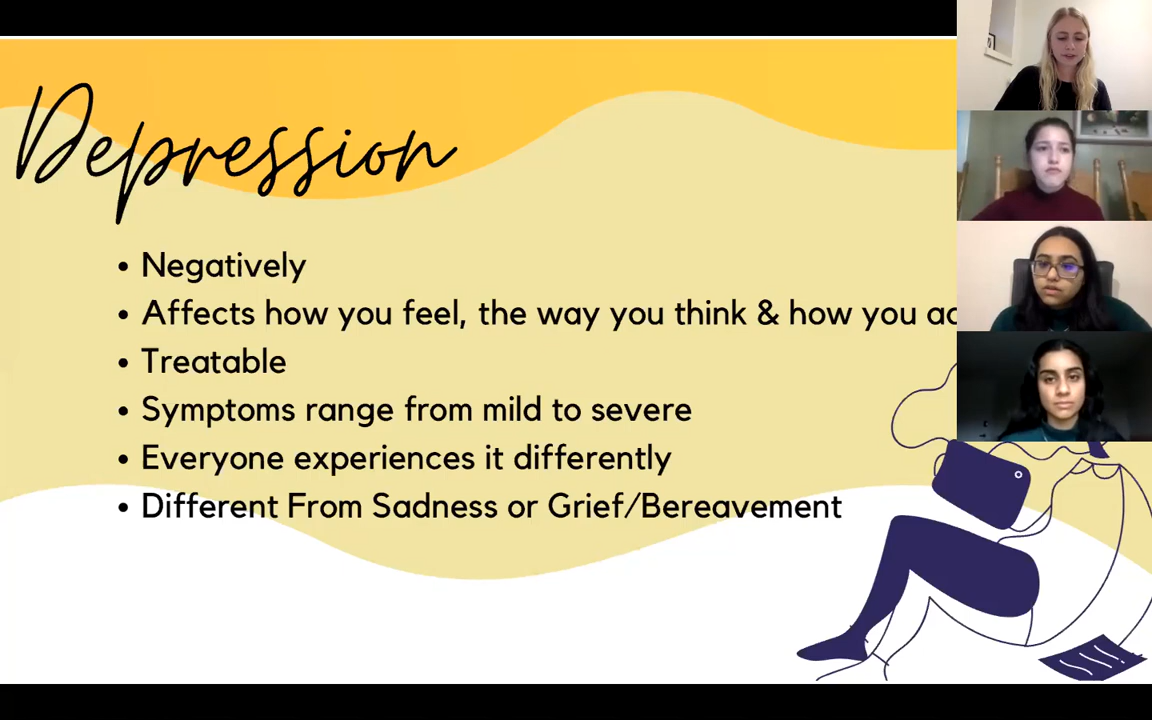 Depression
• Negatively
• Affects how you feel, the way you think & how you ac
• Treatable
• Symptoms range from mild to severe
• Everyone experiences it differently
• Different From Sadness or Grief/Bereavement